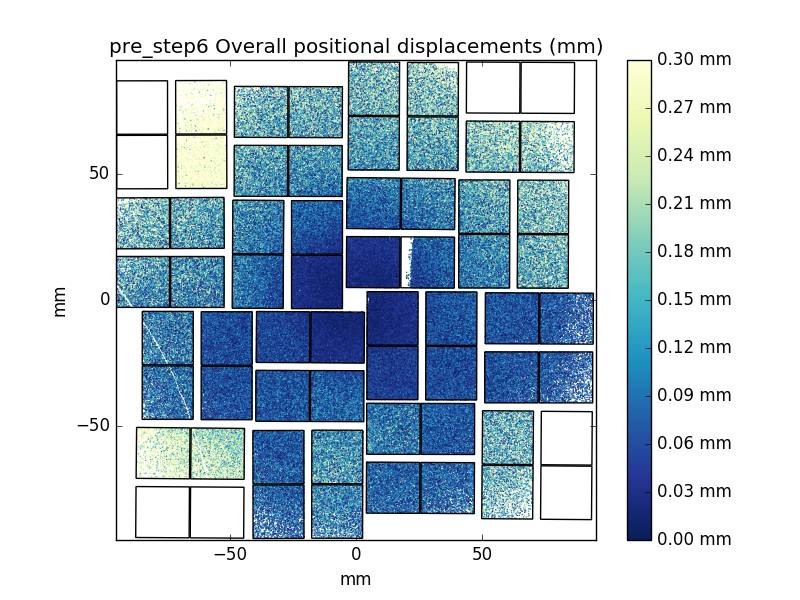 pre_step6 Overall positional displacements (mm)
0.30 mm
0.27 mm
0.24 mm
0.21 mm
0.18 mm
0.15 mm
0.12 mm
0.09 mm
0.06 mm
0.03 mm
0.00 mm
50
0
−50
mm
−50
0
50
mm